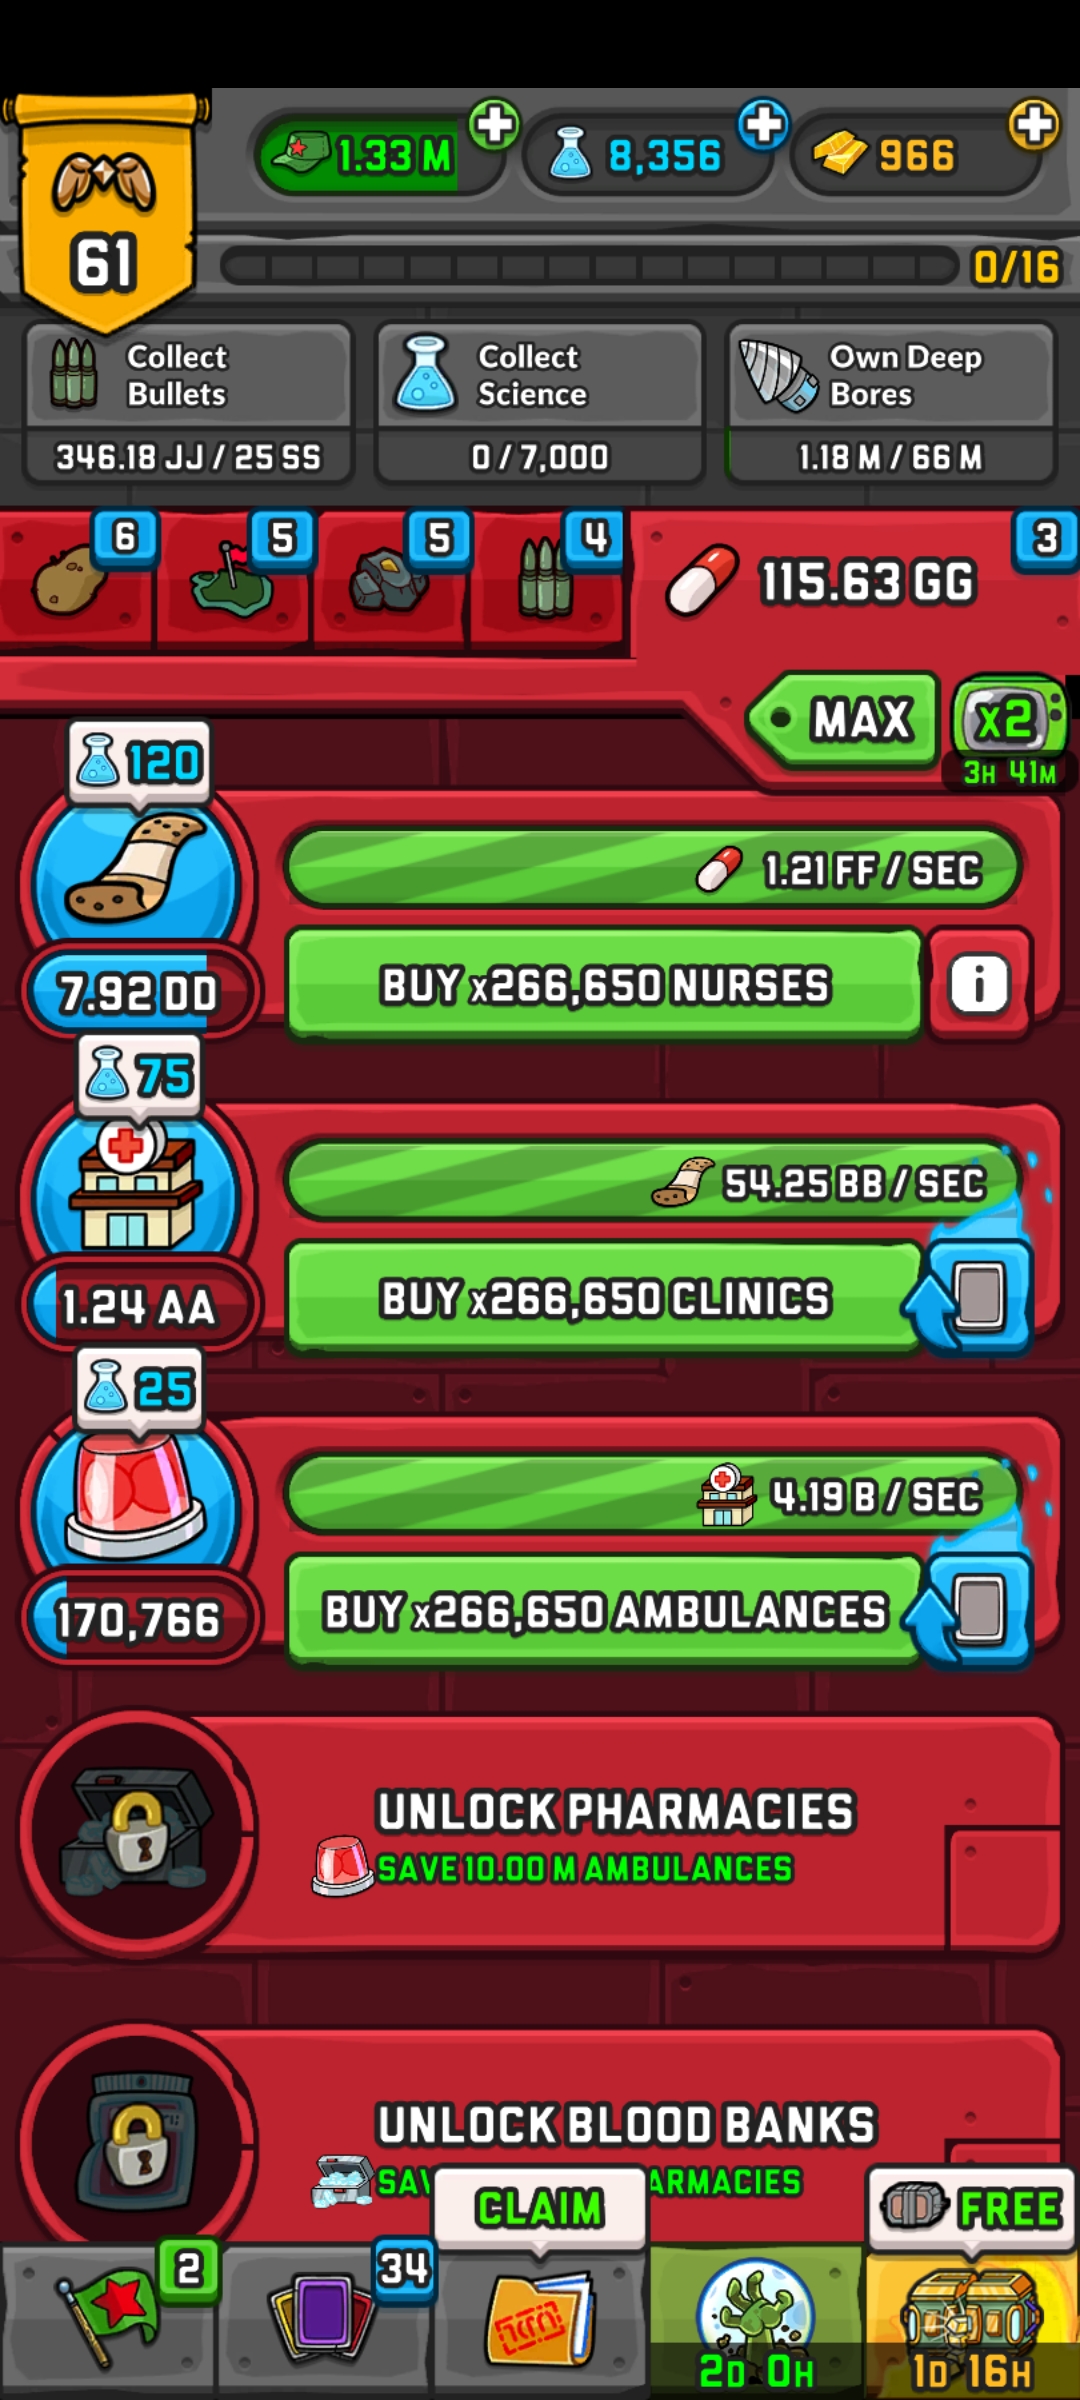 1.33 M
8,356
966
61
0/16
Collect
Bullets
346.18 JJ / 25 SS
Collect
Science
0 / 7,000
Own Deep
Bores
1.18 M / 66 M
6
5
5
4
3
115.63 GG
MAX
x2
3H 41M
120
1.21 FF / SEC
7.92 DD
BUY x266,650 NURSES
i
75
54.25 BB / SEC
1.24 AA
BUY x266,650 CLINICS
25
4.19 B / SEC
170,766
BUY x266,650 AMBULANCES
UNLOCK PHARMACIES
SAVE 10.00 M AMBULANCES
UNLOCK BLOOD BANKS
CLAIM
FREE
2
34
2D 0H
1D 16H